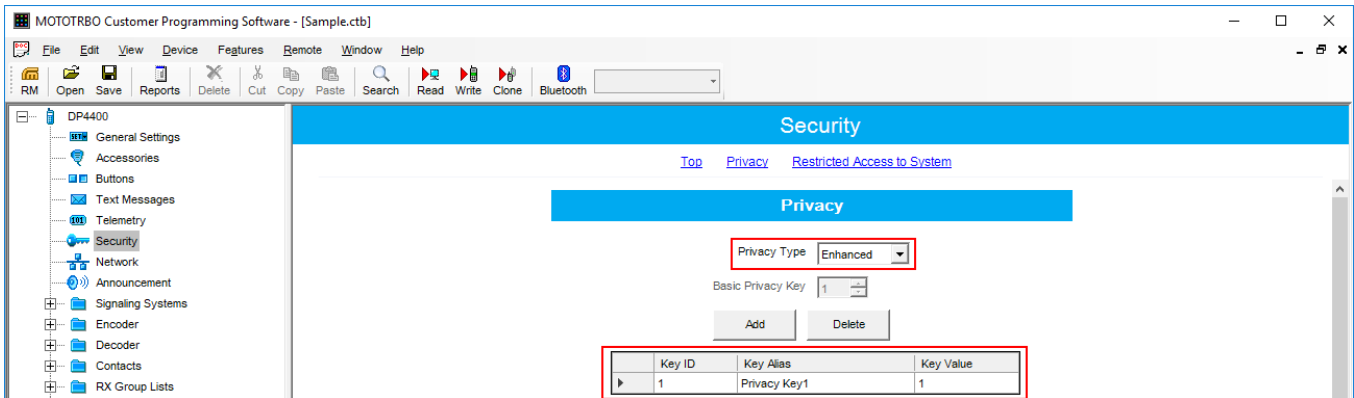 MOTOTRBO Customer Programming Software - [Sample.ctb]
File Edit View Device Features Remote Window Help
RM Open Save Reports Delete Cut Copy Paste Search Read Write Clone Bluetooth
DP4400
General Settings
Accessories
Buttons
Text Messages
Telemetry
Security
Network
Announcement
Signaling Systems
Encoder
Decoder
Contacts
RX Group Lists
Security
Top Privacy Restricted Access to System
Privacy
Privacy Type Enhanced
Basic Privacy Key 1
Add Delete
Key ID Key Alias Key Value
1 Privacy Key1 1